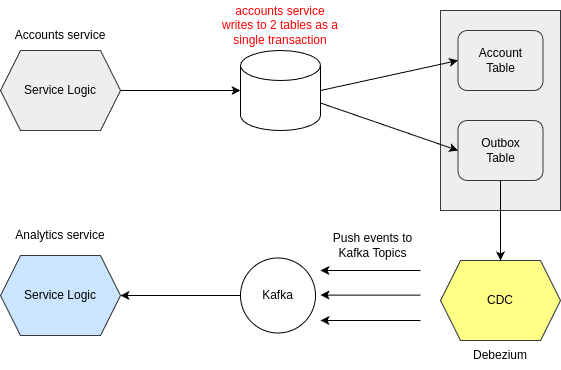 accounts service
writes to 2 tables as a
single transaction
Accounts service
Service Logic
Account
Table
Outbox
Table
Analytics service
Service Logic
Kafka
Push events to
Kafka Topics
CDC
Debezium